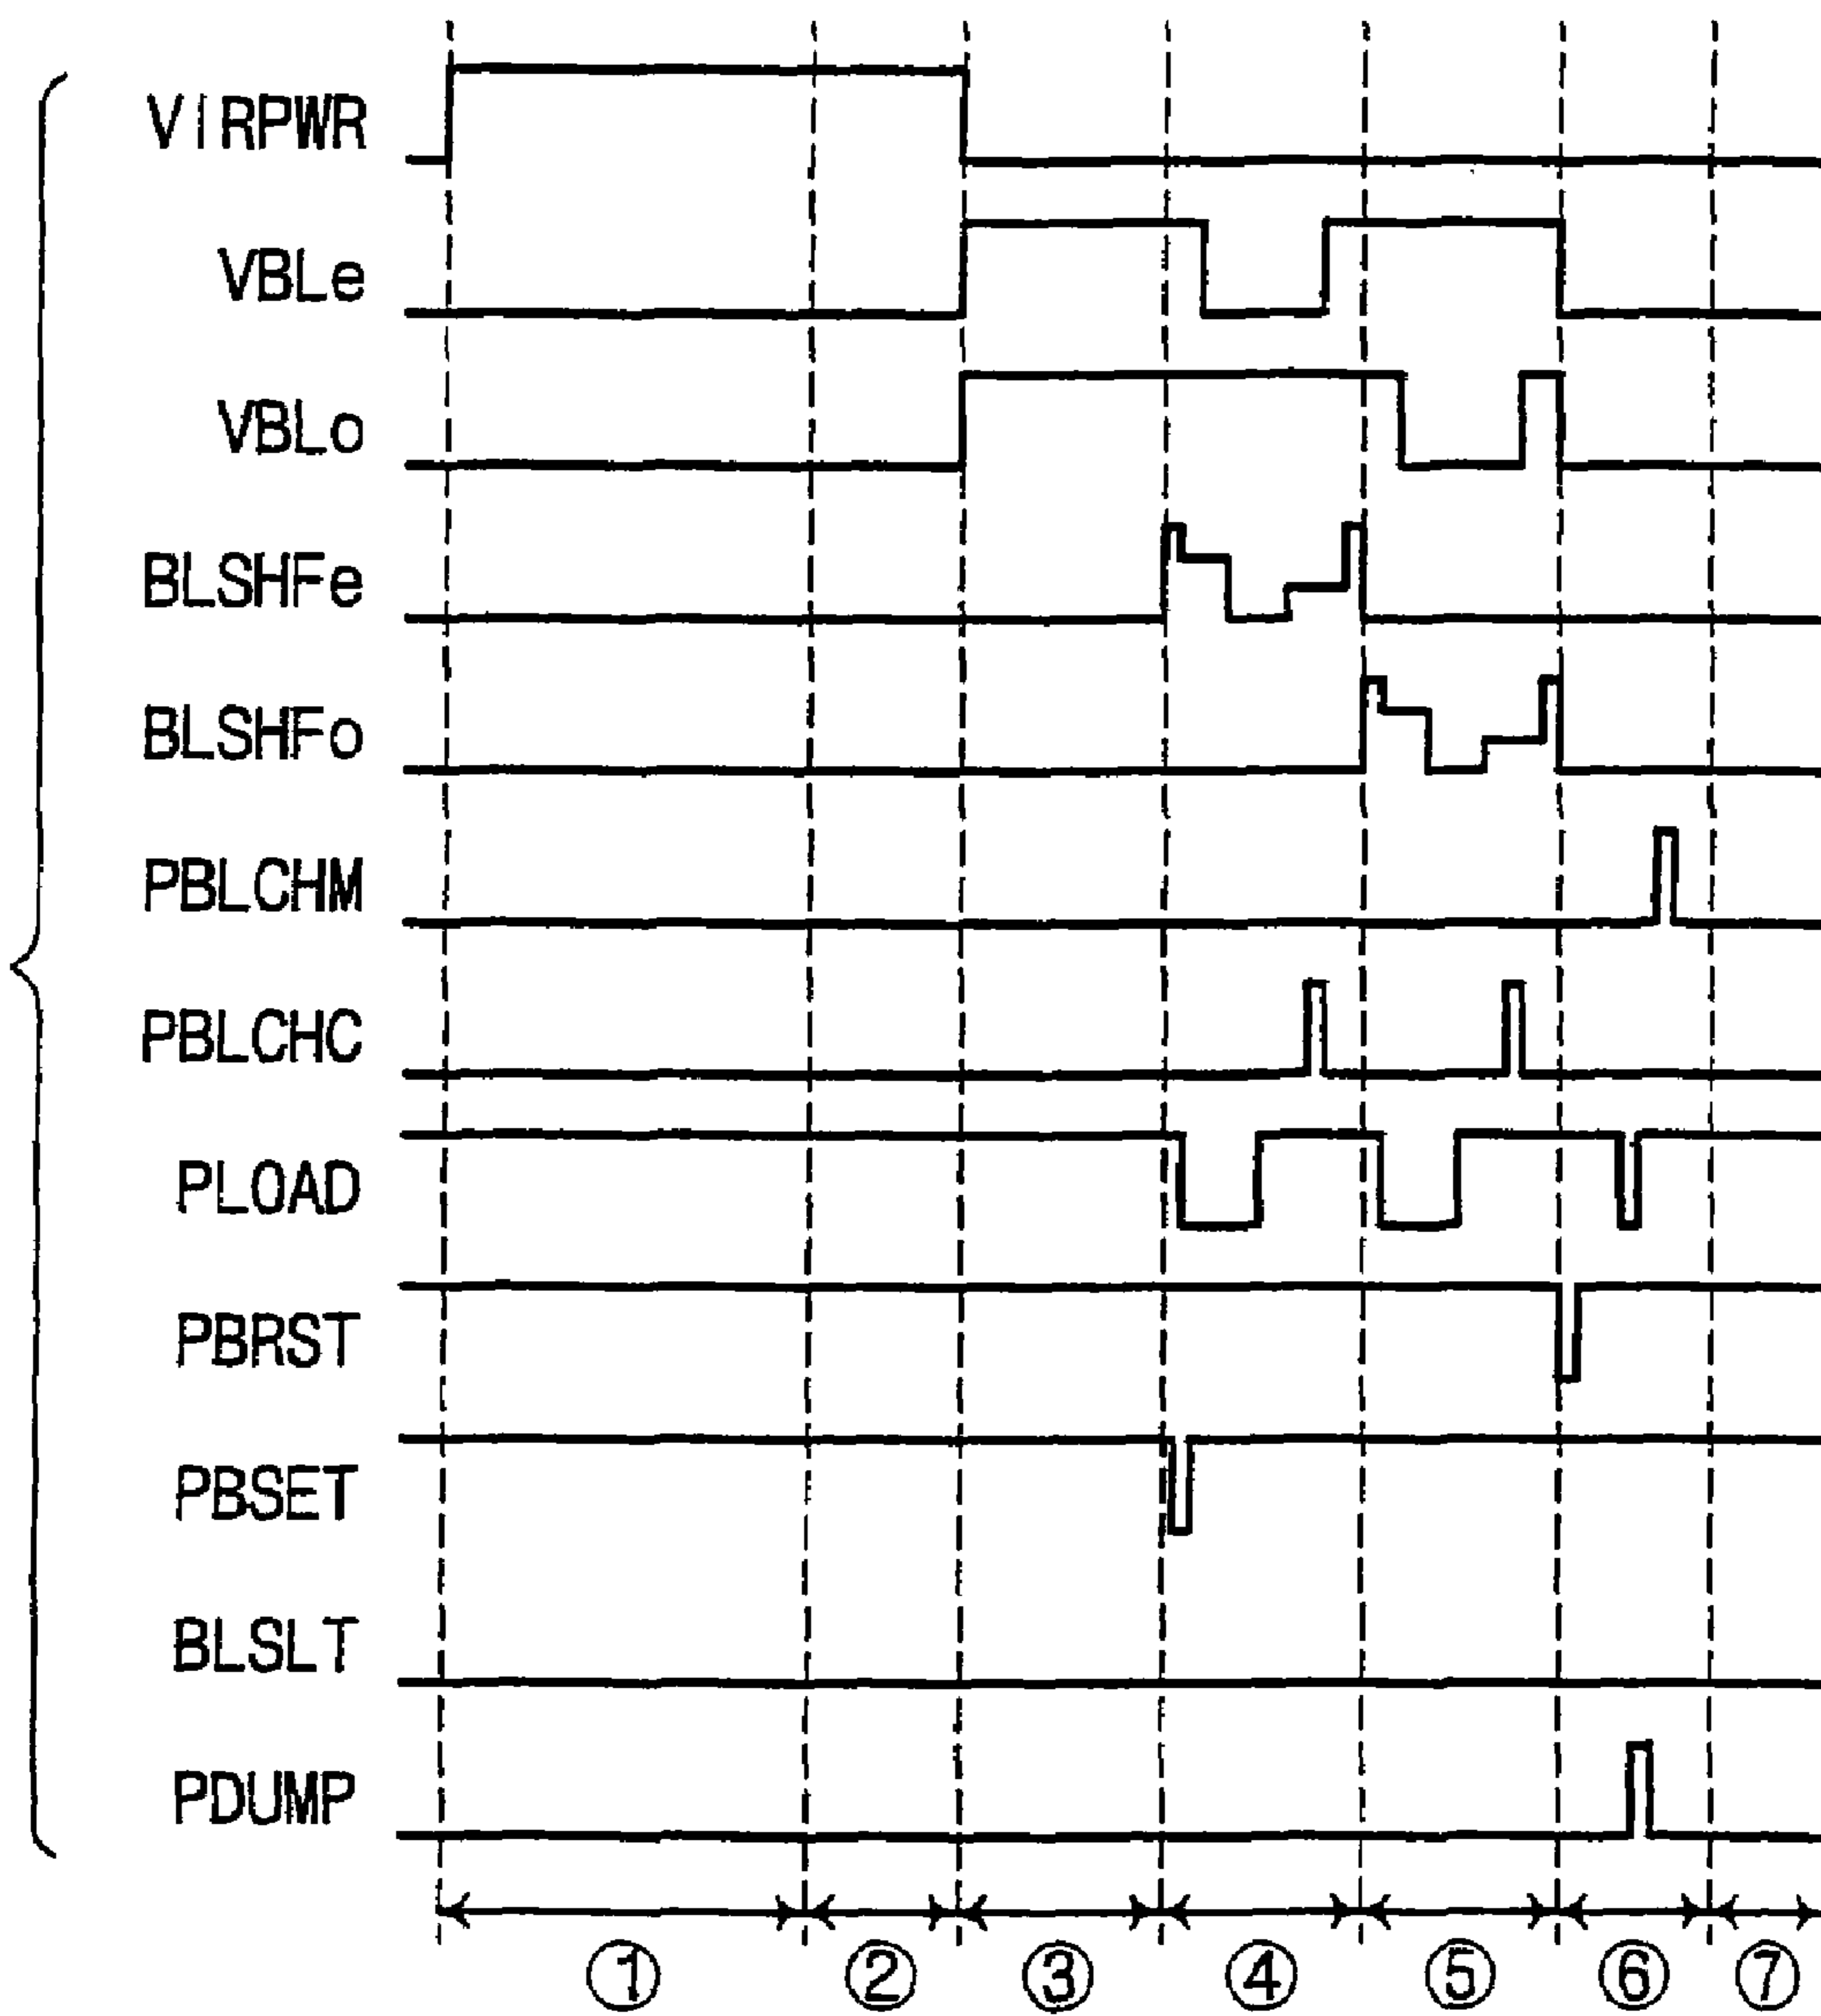 VIRPWR
VBLe
VBLo
BLSHFe
BLSHFo
PBLCHM
PBLCHC
PLOAD
PBRST
PBSET
BLSLT
PDUMP
① ② ③ ④ ⑤ ⑥ ⑦